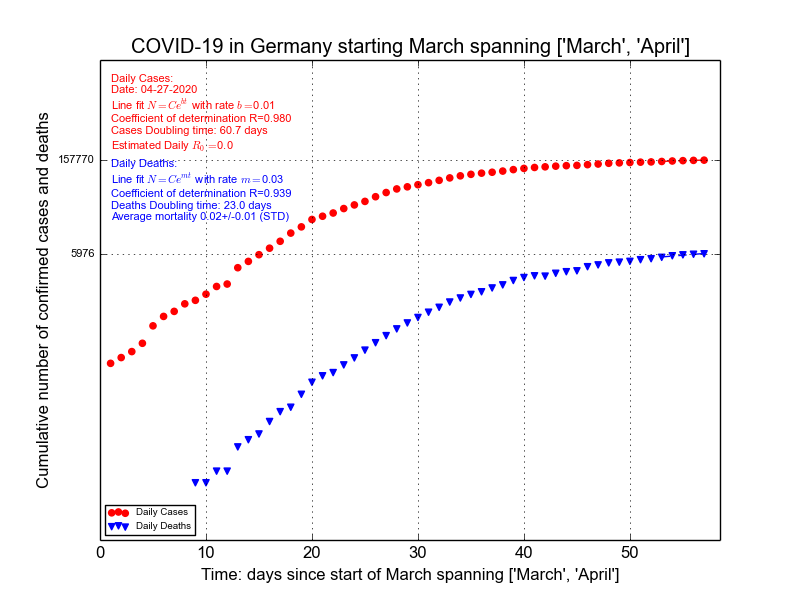 COVID-19 in Germany starting March spanning ['March', 'April']
Daily Cases:
Date: 04-27-2020
Line fit N=Ce^{bt} with rate b=0.01
Coefficient of determination R=0.980
Cases Doubling time: 60.7 days
Estimated Daily R_0=0.0
Daily Deaths:
Line fit N=Ce^{mt} with rate m=0.03
Coefficient of determination R=0.939
Deaths Doubling time: 23.0 days
Average mortality 0.02+/-0.01 (STD)
157770
5976
Cumulative number of confirmed cases and deaths
Daily Cases
Daily Deaths
0 10 20 30 40 50
Time: days since start of March spanning ['March', 'April']